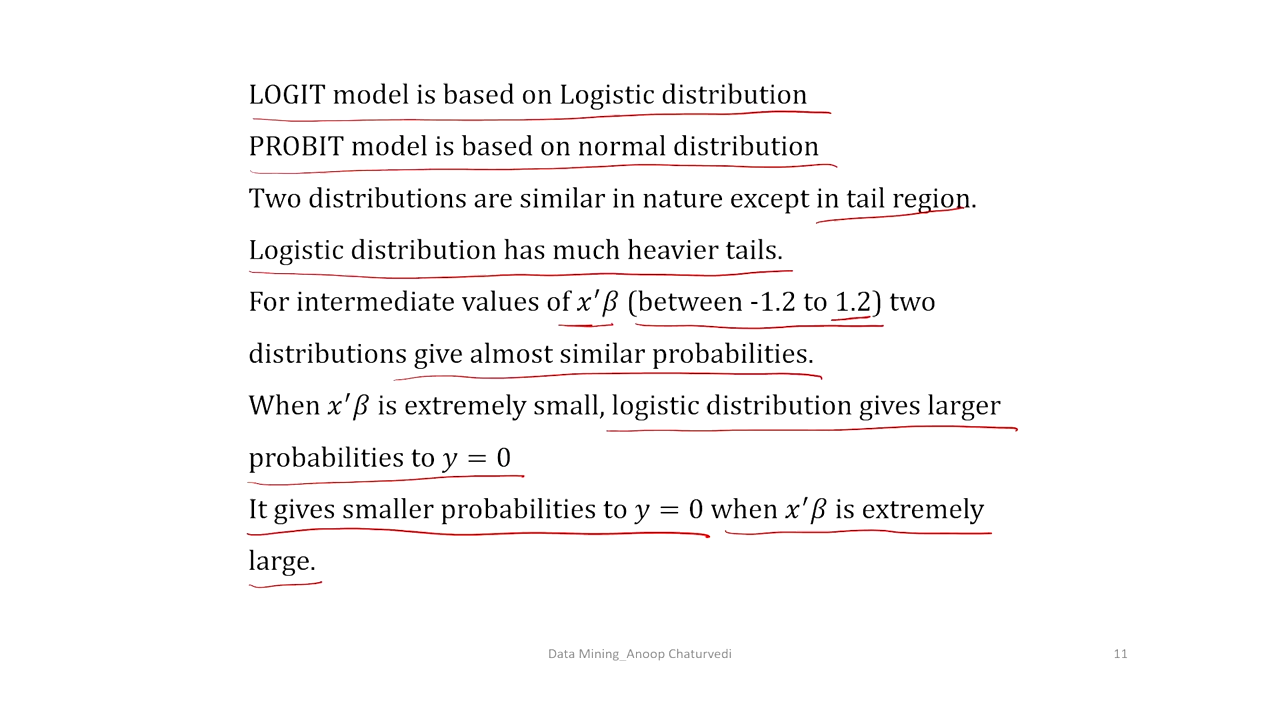 LOGIT model is based on Logistic distribution
PROBIT model is based on normal distribution
Two distributions are similar in nature except in tail region.
Logistic distribution has much heavier tails.
For intermediate values of x′β (between -1.2 to 1.2) two
distributions give almost similar probabilities.
When x′β is extremely small, logistic distribution gives larger
probabilities to y = 0
It gives smaller probabilities to y = 0 when x′β is extremely
large.
Data Mining_Anoop Chaturvedi
11